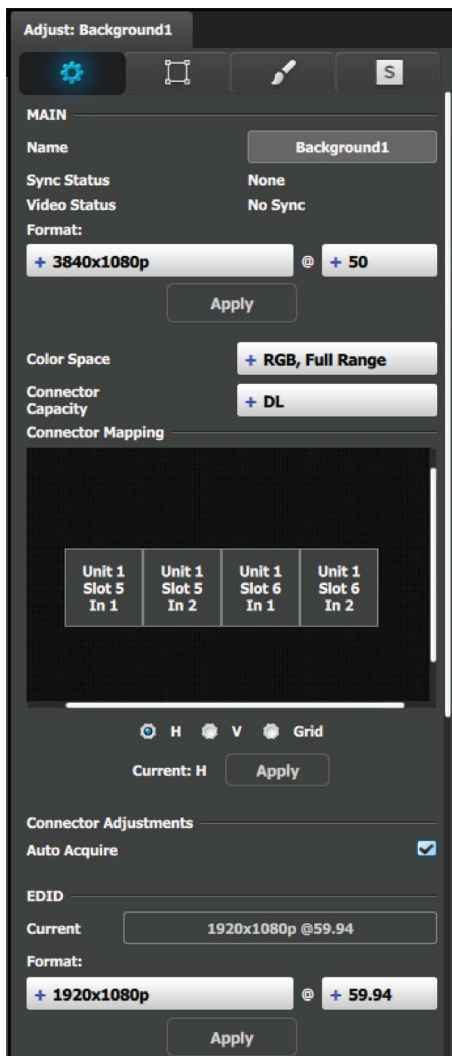 Adjust: Background1
S
MAIN
Name Background1
Sync Status None
Video Status No Sync
Format:
+ 3840x1080p @ + 50
Apply
Color Space + RGB, Full Range
Connector
Capacity + DL
Connector Mapping
Unit 1 Unit 1 Unit 1 Unit 1
Slot 5 Slot 5 Slot 6 Slot 6
In 1 In 2 In 1 In 2
H V Grid
Current: H Apply
Connector Adjustments
Auto Acquire
EDID
Current 1920x1080p @59.94
Format:
+ 1920x1080p @ + 59.94
Apply